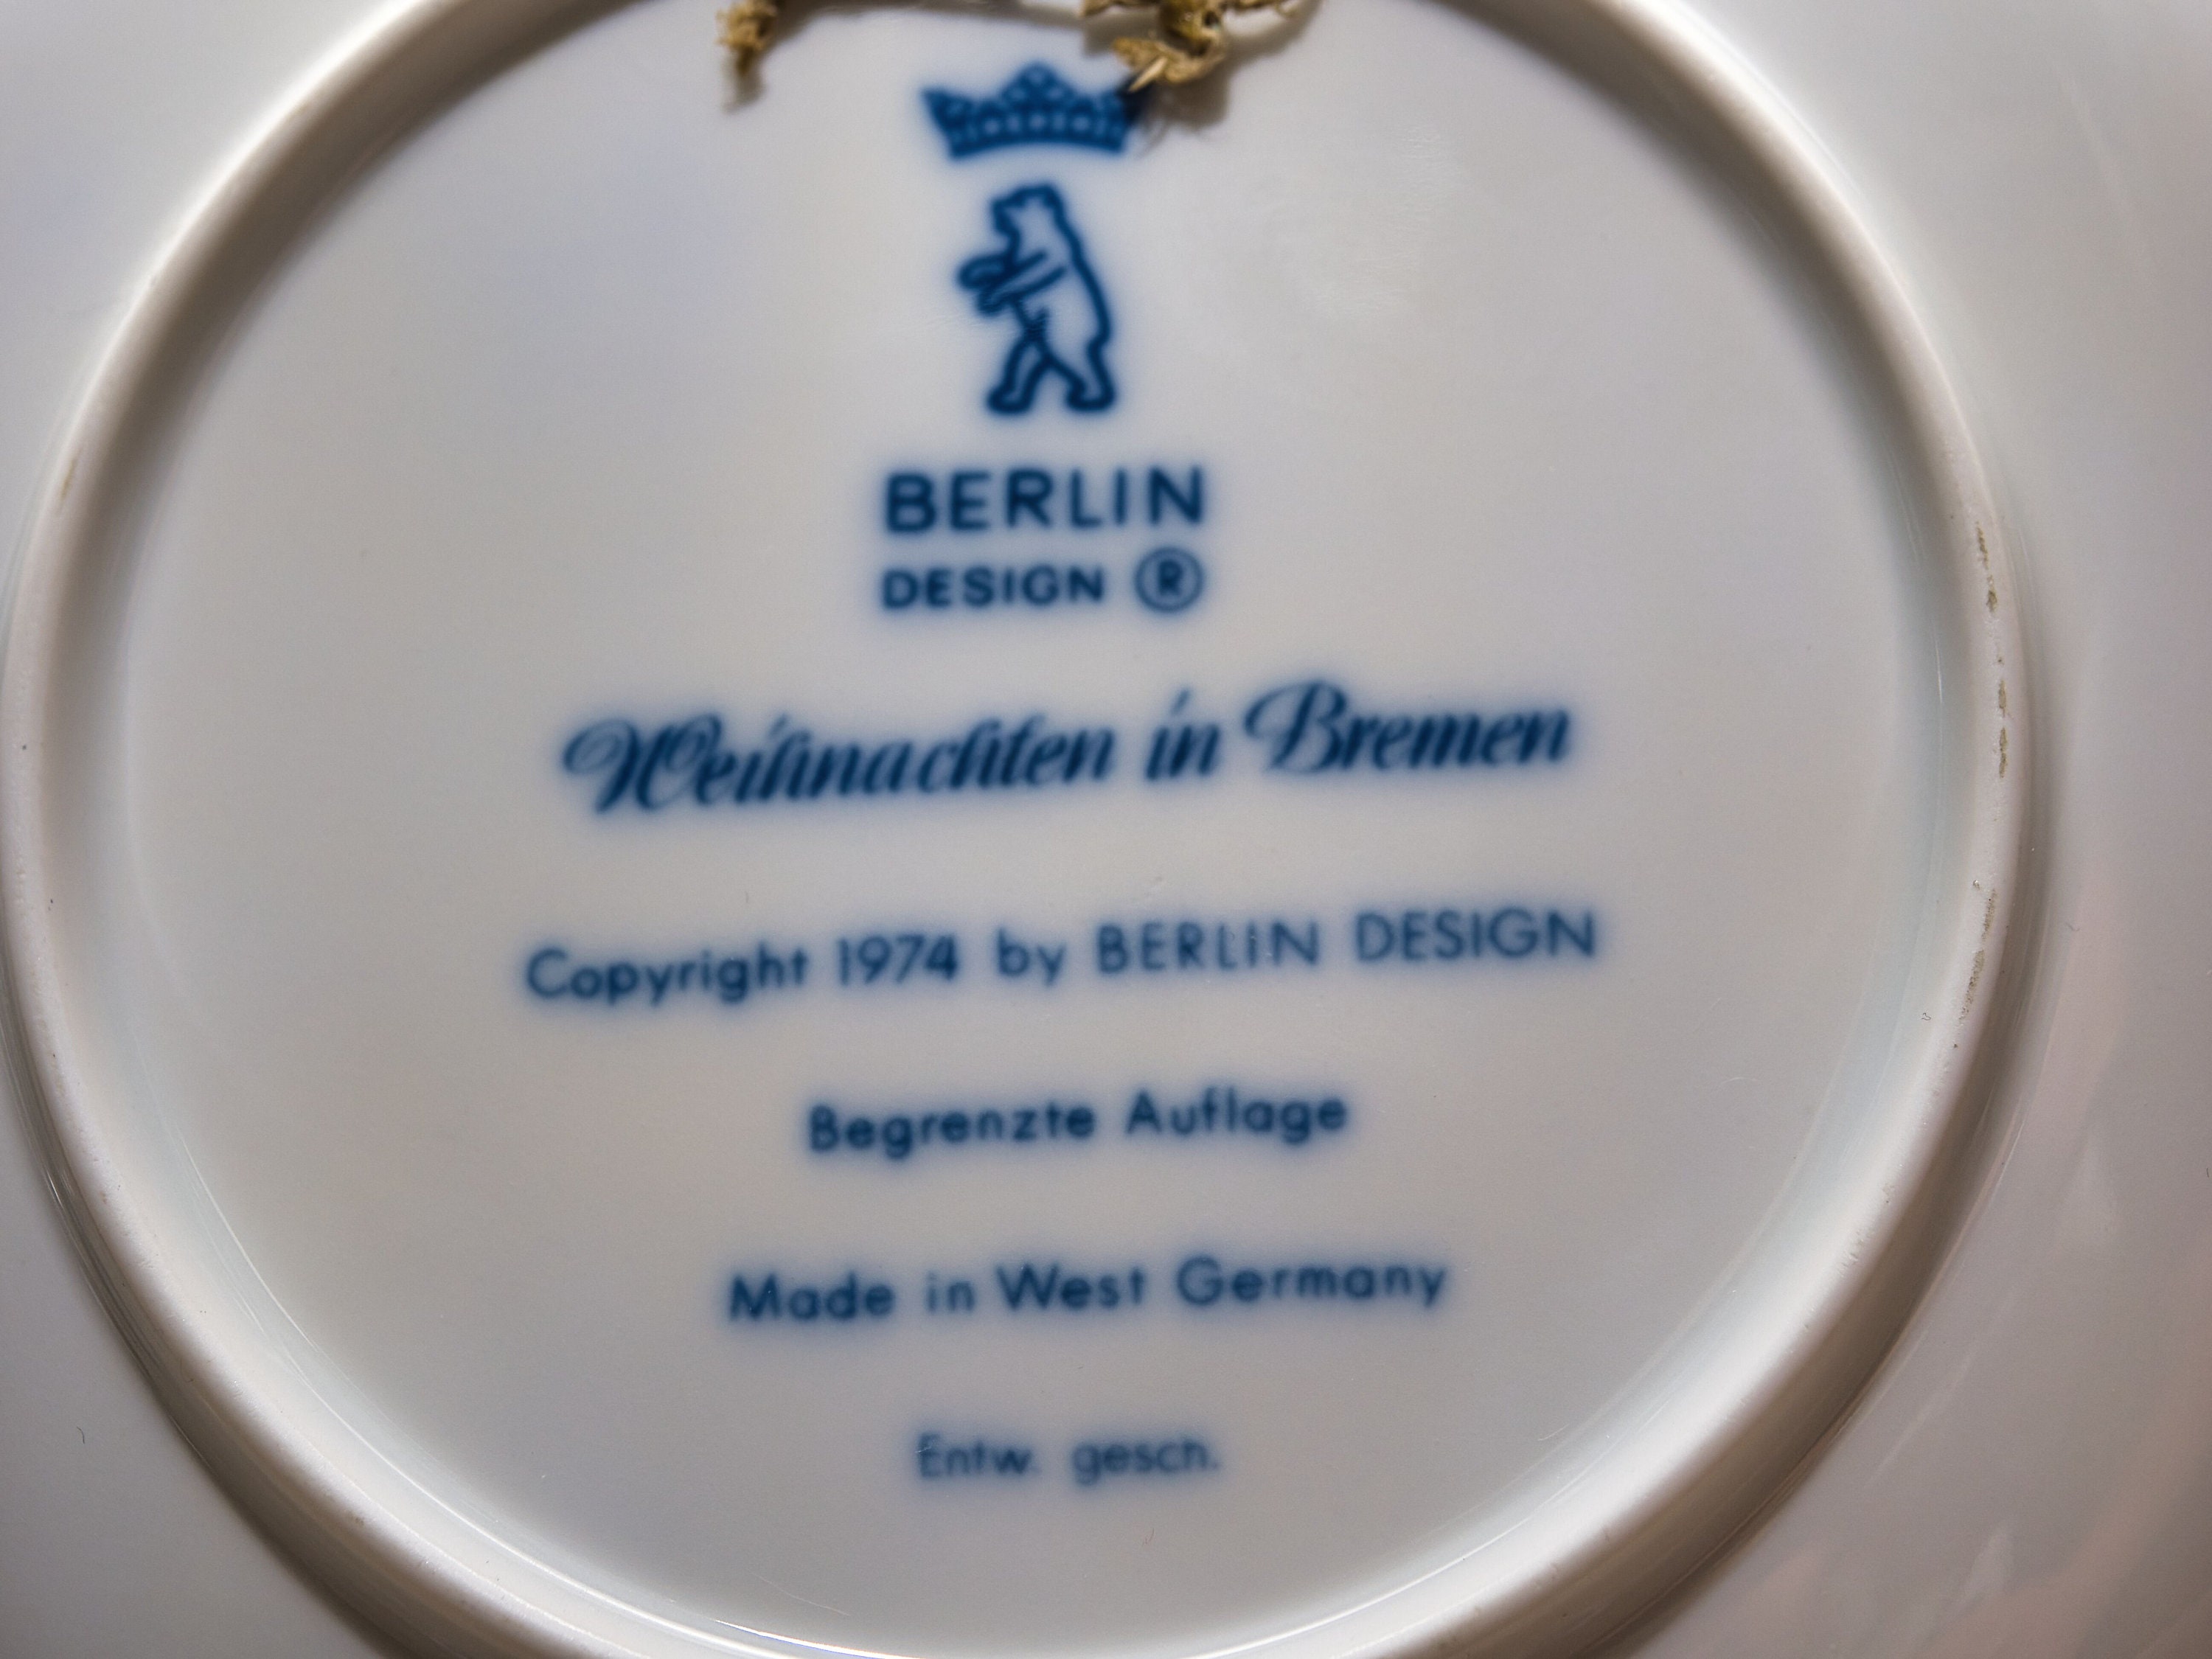 BERLIN
DESIGN ®
Weihnachten in Bremen
Copyright 1974 by BERLIN DESIGN
Begrenzte Auflage
Made in West Germany
Entw. gesch.